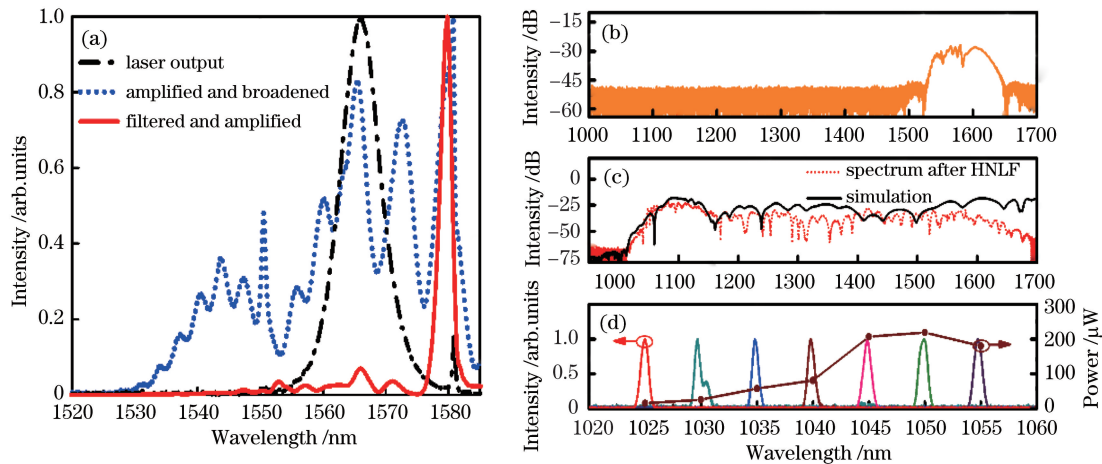 (a)
laser output
amplified and broadened
filtered and amplified
Intensity /arb.units
1.0
0.8
0.6
0.4
0.2
0
1520 1530 1540 1550 1560 1570 1580
Wavelength /nm
(b)
Intensity /dB
−15
−30
−45
−60
1000 1100 1200 1300 1400 1500 1600 1700
(c)
spectrum after HNLF
simulation
Intensity /dB
0
−25
−50
−75
1000 1100 1200 1300 1400 1500 1600 1700
(d)
Intensity /arb.units
1.0
0.5
0
300
200
100
0
Power /μW
1020 1025 1030 1035 1040 1045 1050 1055 1060
Wavelength /nm